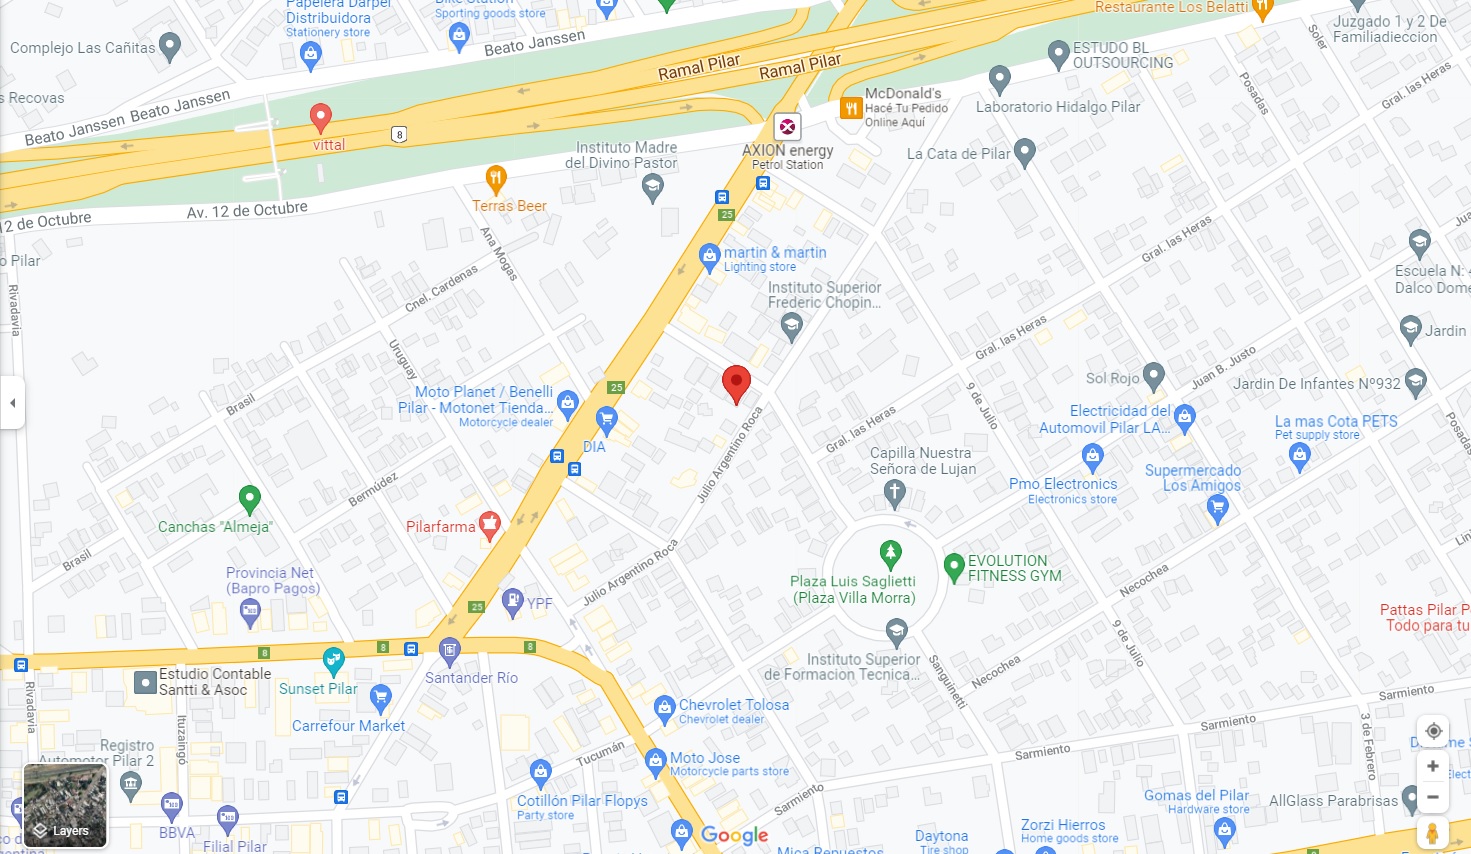 Papelera Darpel
Distribuidora
Stationery store
Bike Station
Sporting goods store
Beato Janssen
Complejo Las Cañitas
Restaurante Los Belatti
Juzgado 1 y 2 De
Familiadieccion
Soler
ESTUDO BL
OUTSOURCING
Ramal Pilar
Ramal Pilar
s Recovas
Beato Janssen
Beato Janssen
Posadas
Gral. las Heras
McDonald's
Hacé Tu Pedido
Online Aquí
Laboratorio Hidalgo Pilar
vittal
8
AXION energy
Petrol Station
Instituto Madre
del Divino Pastor
La Cata de Pilar
Terras Beer
Av. 12 de Octubre
12 de Octubre
25
Gral. las Heras
Ana Mogas
martin & martin
Lighting store
o Pilar
Escuela N: 4
Dalco Dome
Cnel. Cardenas
Instituto Superior
Frederic Chopin...
Rivadavia
Gral. las Heras
Jardin
Uruguay
Juan B. Justo
Sol Rojo
Jardin De Infantes Nº932
25
Moto Planet / Benelli
Pilar - Motonet Tienda...
Motorcycle dealer
Brasil
9 de Julio
Gral. las Heras
Electricidad del
Automovil Pilar LA...
La mas Cota PETS
Pet supply store
Posadas
DIA
Julio Argentino Roca
Capilla Nuestra
Señora de Lujan
Supermercado
Los Amigos
Pmo Electronics
Electronics store
Bermúdez
Canchas "Almeja"
Pilarfarma
Brasil
Julio Argentino Roca
EVOLUTION
FITNESS GYM
Plaza Luis Saglietti
(Plaza Villa Morra)
Necochea
Provincia Net
(Bapro Pagos)
25
YPF
Pattas Pilar P
Todo para tu
9 de Julio
8
8
8
Instituto Superior
de Formacion Tecnica...
Sanguinetti
Necochea
Santander Río
Estudio Contable
Santti & Asoc
Sunset Pilar
Rivadavia
Carrefour Market
Ituzaingó
Chevrolet Tolosa
Chevrolet dealer
Sarmiento
Sarmiento
Sarmiento
3 de Febrero
Registro
Automotor Pilar 2
Tucumán
Moto Jose
Motorcycle parts store
Sarmiento
Cotillón Pilar Flopys
Party store
Gomas del Pilar
Hardware store
AllGlass Parabrisas
Layers
BBVA
Filial Pilar
Google
Daytona
Tire shop
Zorzi Hierros
Home goods store
Mica Repuestos